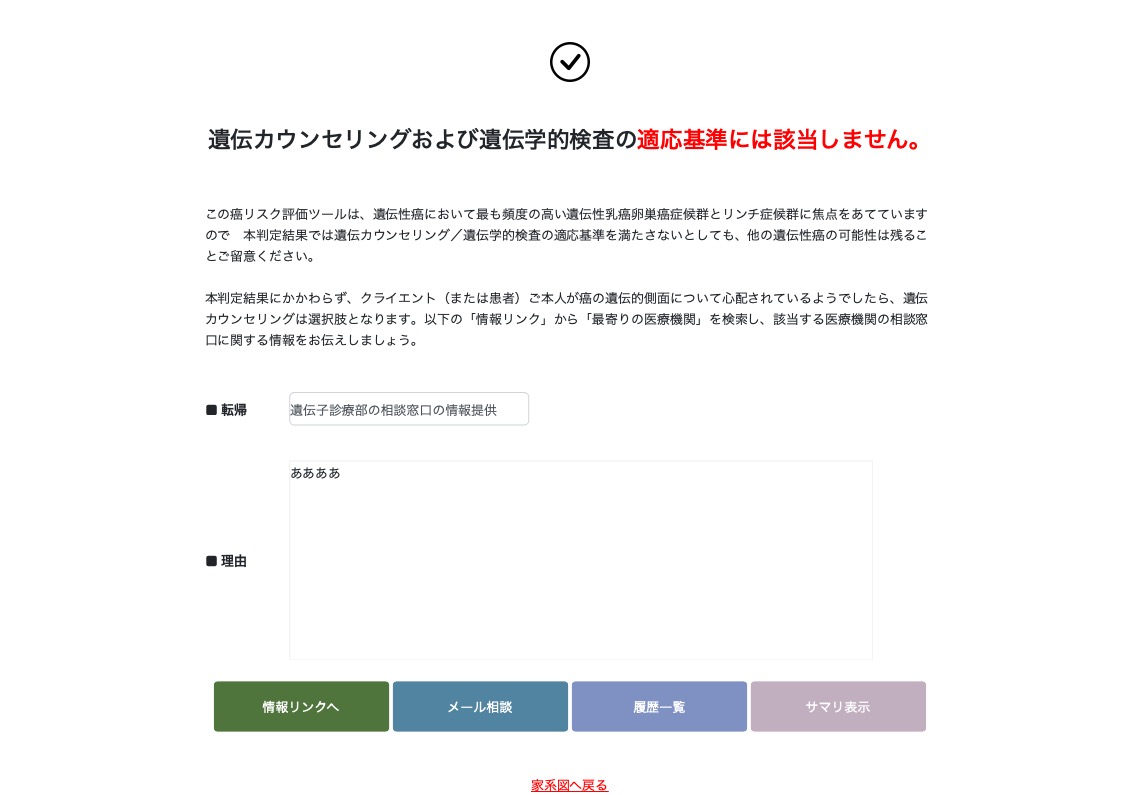 遺伝カウンセリングおよび遺伝学的検査の適応基準には該当しません。
この癌リスク評価ツールは、遺伝性癌において最も頻度の高い遺伝性乳癌卵巣癌症候群とリンチ症候群に焦点をあてています
ので　本判定結果では遺伝カウンセリング／遺伝学的検査の適応基準を満たさないとしても、他の遺伝性癌の可能性は残るこ
とご留意ください。
本判定結果にかかわらず、クライエント（または患者）ご本人が癌の遺伝的側面について心配されているようでしたら、遺伝
カウンセリングは選択肢となります。以下の「情報リンク」から「最寄りの医療機関」を検索し、該当する医療機関の相談窓
口に関する情報をお伝えしましょう。
■ 転帰 遺伝子診療部の相談窓口の情報提供
ああああ
■ 理由
情報リンクへ メール相談 履歴一覧 サマリ表示
家系図へ戻る